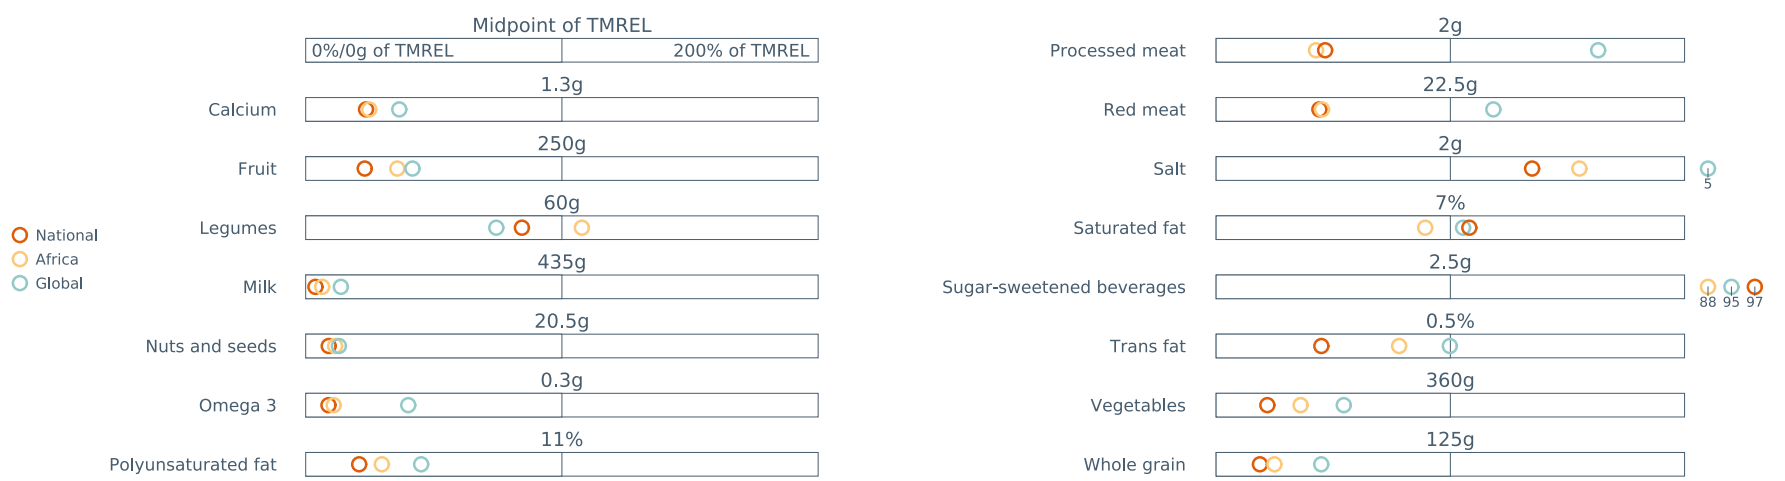 National
Africa
Global
Midpoint of TMREL
0%/0g of TMREL 200% of TMREL
Calcium
1.3g
Fruit
250g
Legumes
60g
Milk
435g
Nuts and seeds
20.5g
Omega 3
0.3g
Polyunsaturated fat
11%
Processed meat
2g
Red meat
22.5g
Salt
2g
5
Saturated fat
7%
Sugar-sweetened beverages
2.5g
88 95 97
Trans fat
0.5%
Vegetables
360g
Whole grain
125g